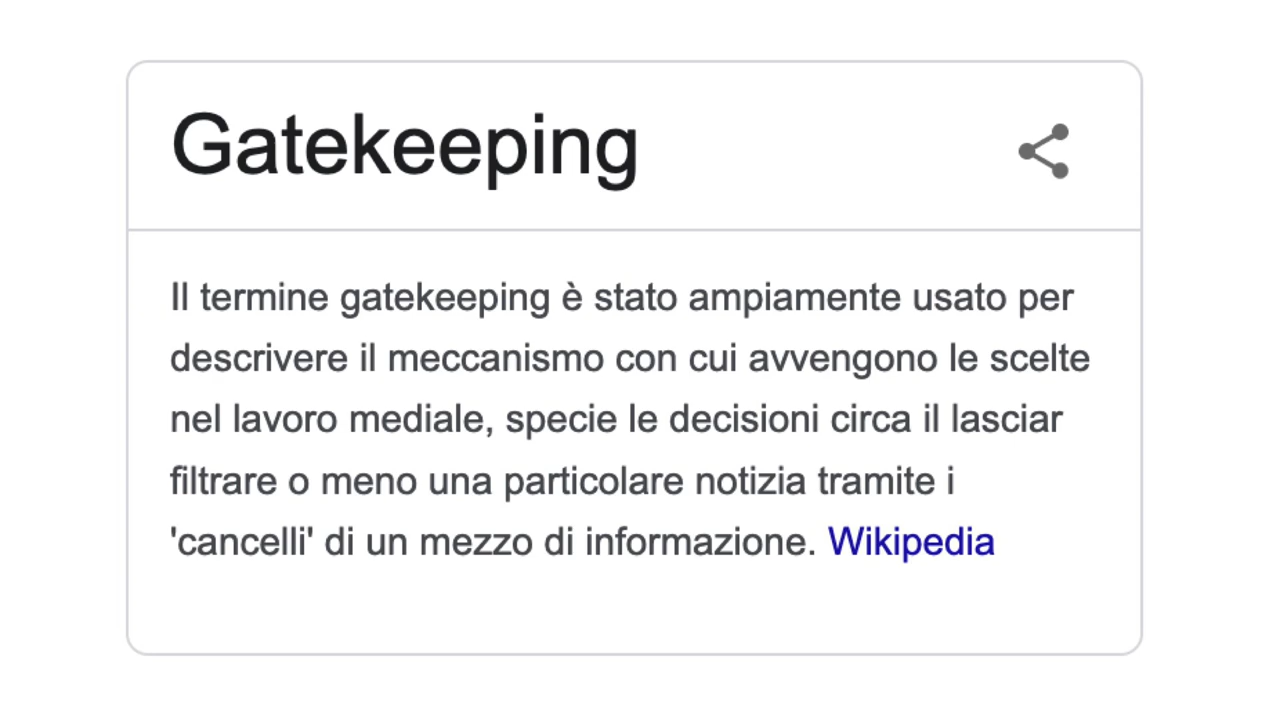 Gatekeeping
Il termine gatekeeping è stato ampiamente usato per
descrivere il meccanismo con cui avvengono le scelte
nel lavoro mediale, specie le decisioni circa il lasciar
filtrare o meno una particolare notizia tramite i
'cancelli' di un mezzo di informazione. Wikipedia